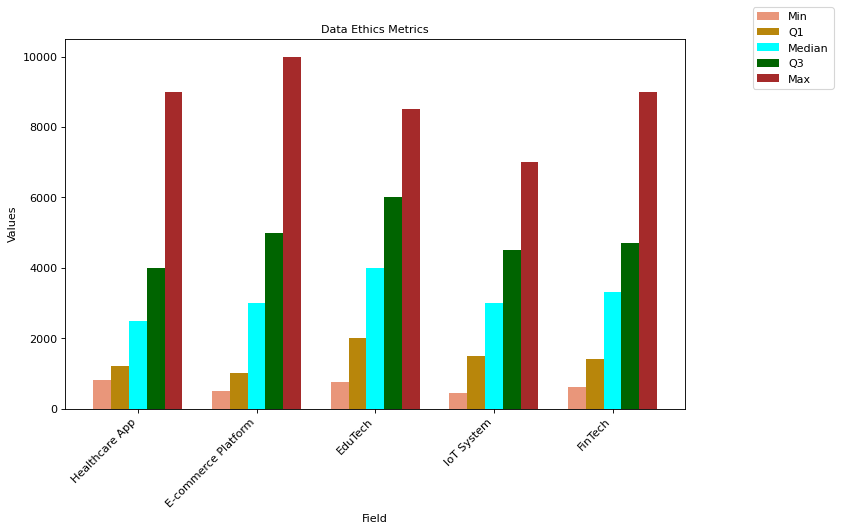 Data Ethics Metrics
Min
Q1
Median
Q3
Max
Values
10000
8000
6000
4000
2000
0
Healthcare App
E-commerce Platform
EduTech
IoT System
FinTech
Field